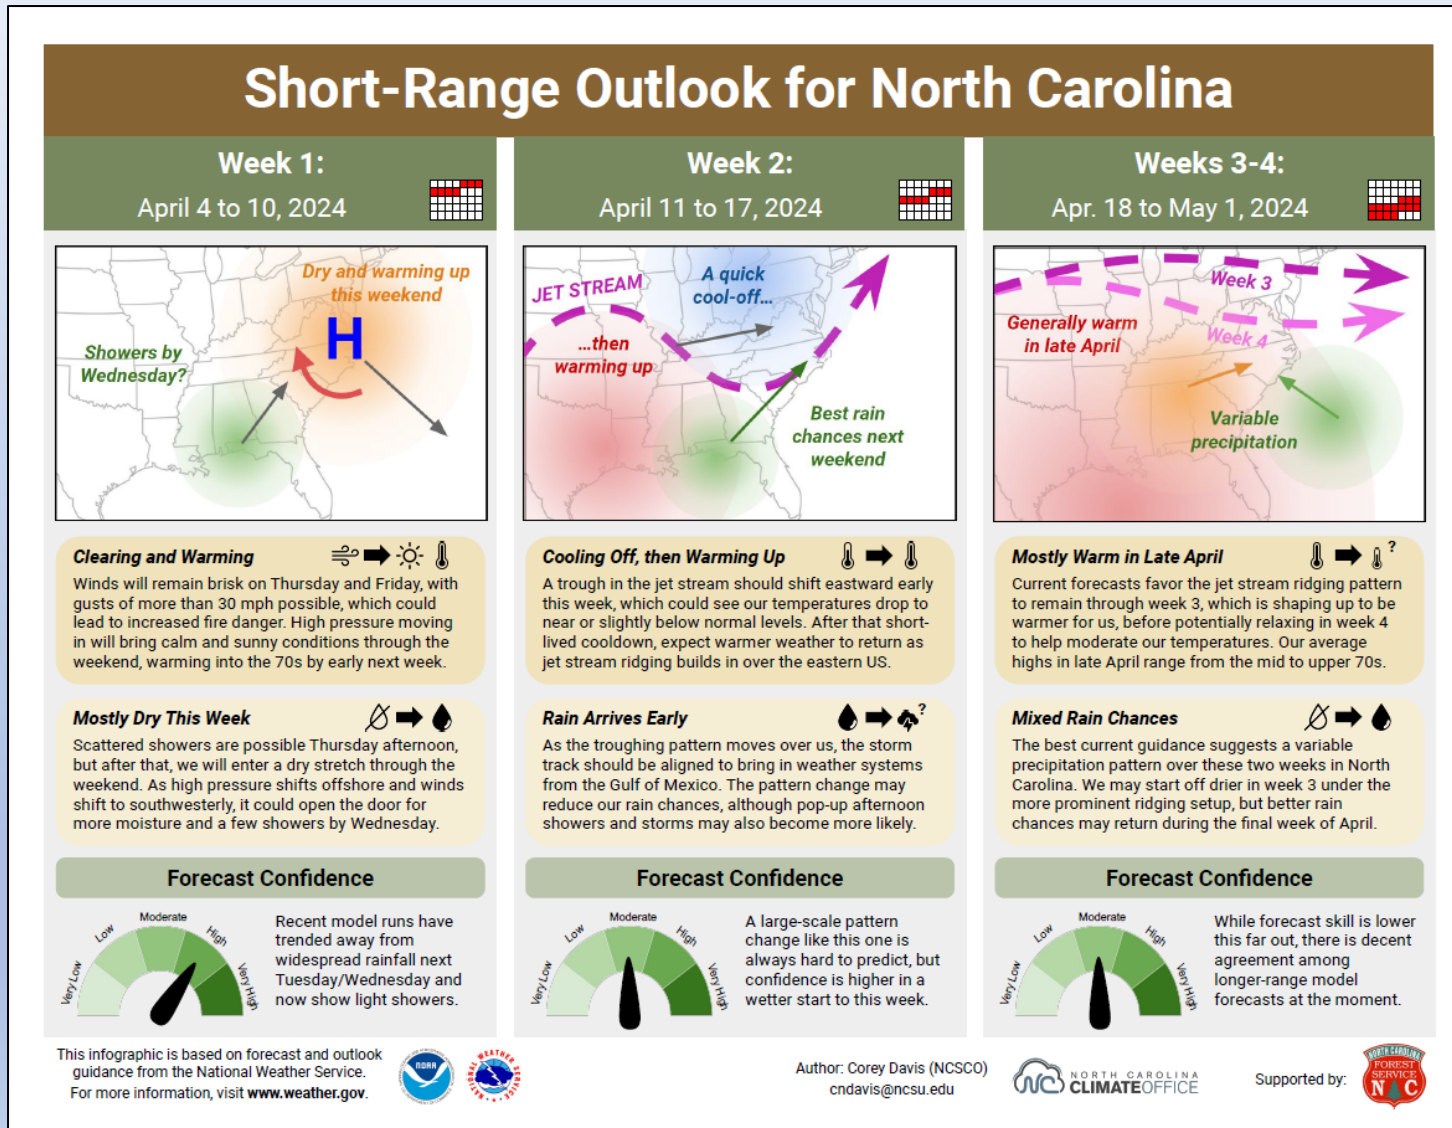 Short-Range Outlook for North Carolina
Week 1:
April 4 to 10, 2024
Dry and warming up
this weekend
H
Showers by
Wednesday?
Clearing and Warming
Winds will remain brisk on Thursday and Friday, with
gusts of more than 30 mph possible, which could
lead to increased fire danger. High pressure moving
in will bring calm and sunny conditions through the
weekend, warming into the 70s by early next week.
Mostly Dry This Week
Scattered showers are possible Thursday afternoon,
but after that, we will enter a dry stretch through the
weekend. As high pressure shifts offshore and winds
shift to southwesterly, it could open the door for
more moisture and a few showers by Wednesday.
Forecast Confidence
Very Low
Low
Moderate
High
Very High
Recent model runs have
trended away from
widespread rainfall next
Tuesday/Wednesday and
now show light showers.
Week 2:
April 11 to 17, 2024
JET STREAM
A quick
cool-off...
...then
warming up
Best rain
chances next
weekend
Cooling Off, then Warming Up
A trough in the jet stream should shift eastward early
this week, which could see our temperatures drop to
near or slightly below normal levels. After that short-
lived cooldown, expect warmer weather to return as
jet stream ridging builds in over the eastern US.
Rain Arrives Early
?
As the troughing pattern moves over us, the storm
track should be aligned to bring in weather systems
from the Gulf of Mexico. The pattern change may
reduce our rain chances, although pop-up afternoon
showers and storms may also become more likely.
Forecast Confidence
Very Low
Low
Moderate
High
Very High
A large-scale pattern
change like this one is
always hard to predict, but
confidence is higher in a
wetter start to this week.
Weeks 3-4:
Apr. 18 to May 1, 2024
Week 3
Generally warm
in late April
Week 4
Variable
precipitation
Mostly Warm in Late April
?
Current forecasts favor the jet stream ridging pattern
to remain through week 3, which is shaping up to be
warmer for us, before potentially relaxing in week 4
to help moderate our temperatures. Our average
highs in late April range from the mid to upper 70s.
Mixed Rain Chances
The best current guidance suggests a variable
precipitation pattern over these two weeks in North
Carolina. We may start off drier in week 3 under the
more prominent ridging setup, but better rain
chances may return during the final week of April.
Forecast Confidence
Very Low
Low
Moderate
High
Very High
While forecast skill is lower
this far out, there is decent
agreement among
longer-range model
forecasts at the moment.
This infographic is based on forecast and outlook
guidance from the National Weather Service.
For more information, visit www.weather.gov.
NOAA
NATIONAL WEATHER SERVICE
Author: Corey Davis (NCSCO)
cndavis@ncsu.edu
NC
NORTH CAROLINA
CLIMATEOFFICE
Supported by:
NORTH CAROLINA
FOREST
SERVICE
N C